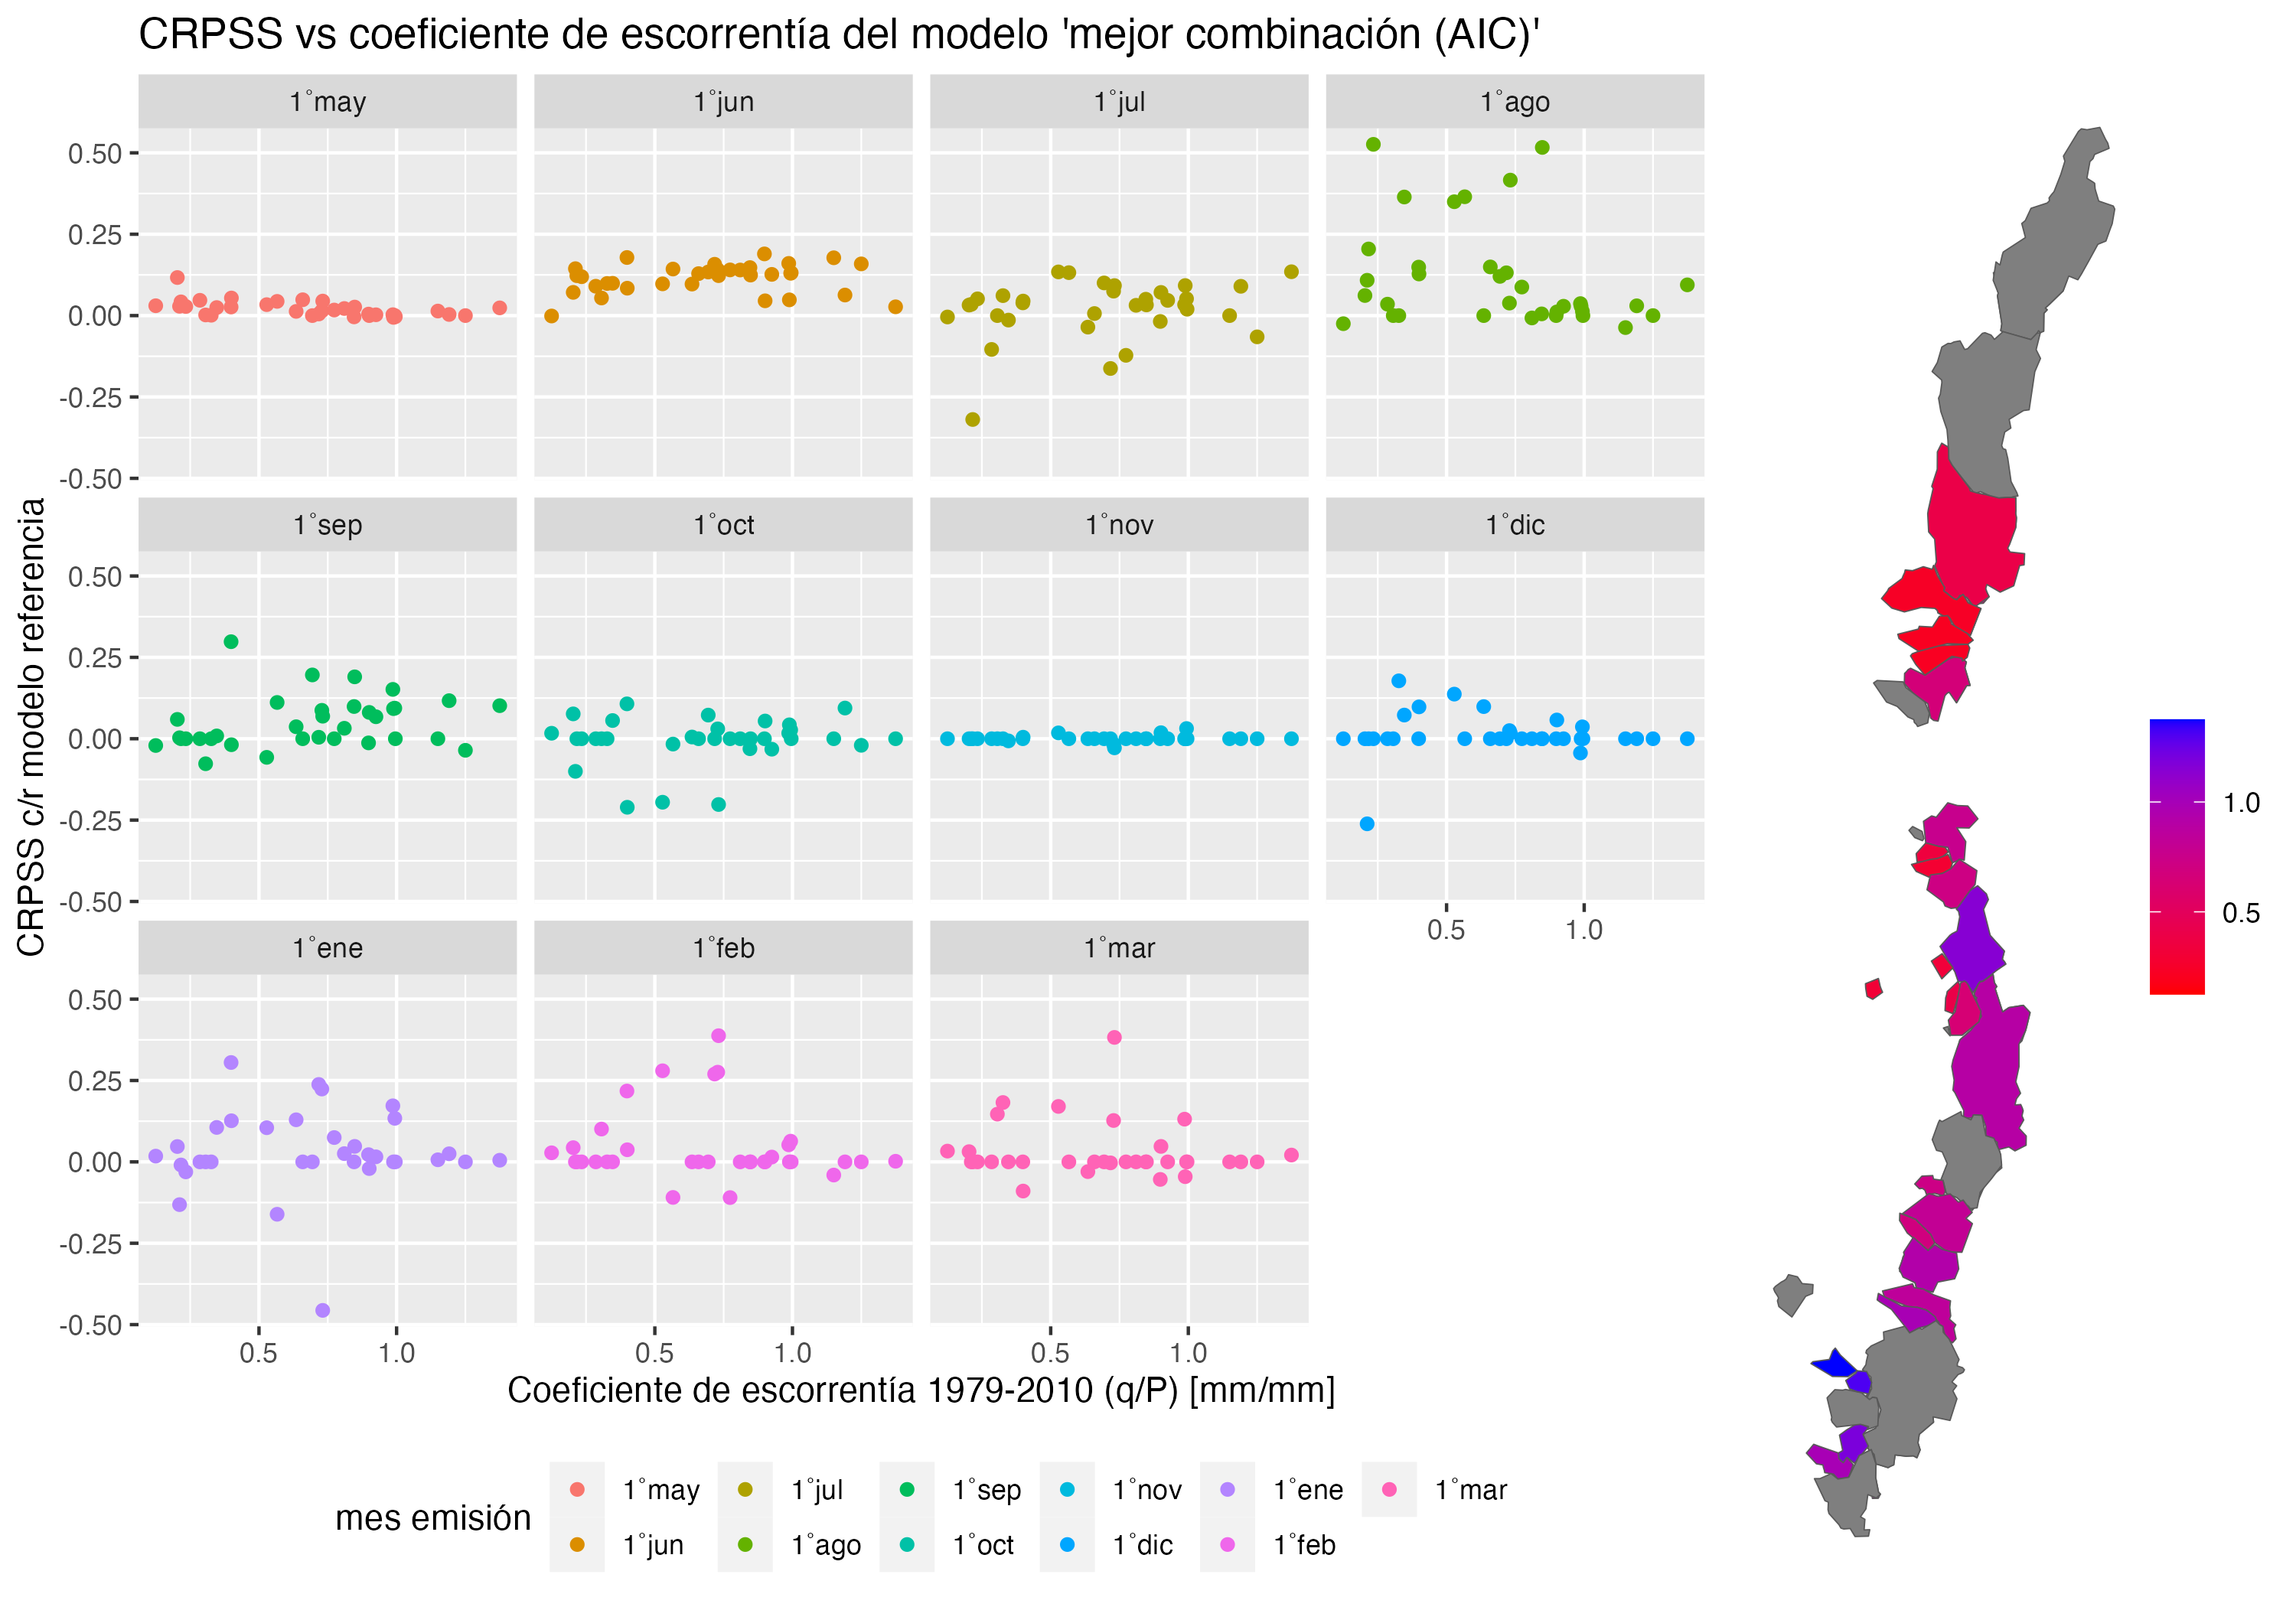 CRPSS vs coeficiente de escorrentía del modelo 'mejor combinación (AIC)'
1°may 1°jun 1°jul 1°ago
0.50
0.25
0.00
-0.25
-0.50
1°sep 1°oct 1°nov 1°dic
0.50
0.25
0.00
-0.25
-0.50
0.5 1.0
1°ene 1°feb 1°mar
0.50
0.25
0.00
-0.25
-0.50
0.5 1.0 0.5 1.0 0.5 1.0
CRPSS c/r modelo referencia
Coeficiente de escorrentía 1979-2010 (q/P) [mm/mm]
mes emisión
1°may 1°jul 1°sep 1°nov 1°ene 1°mar
1°jun 1°ago 1°oct 1°dic 1°feb
1.0
0.5